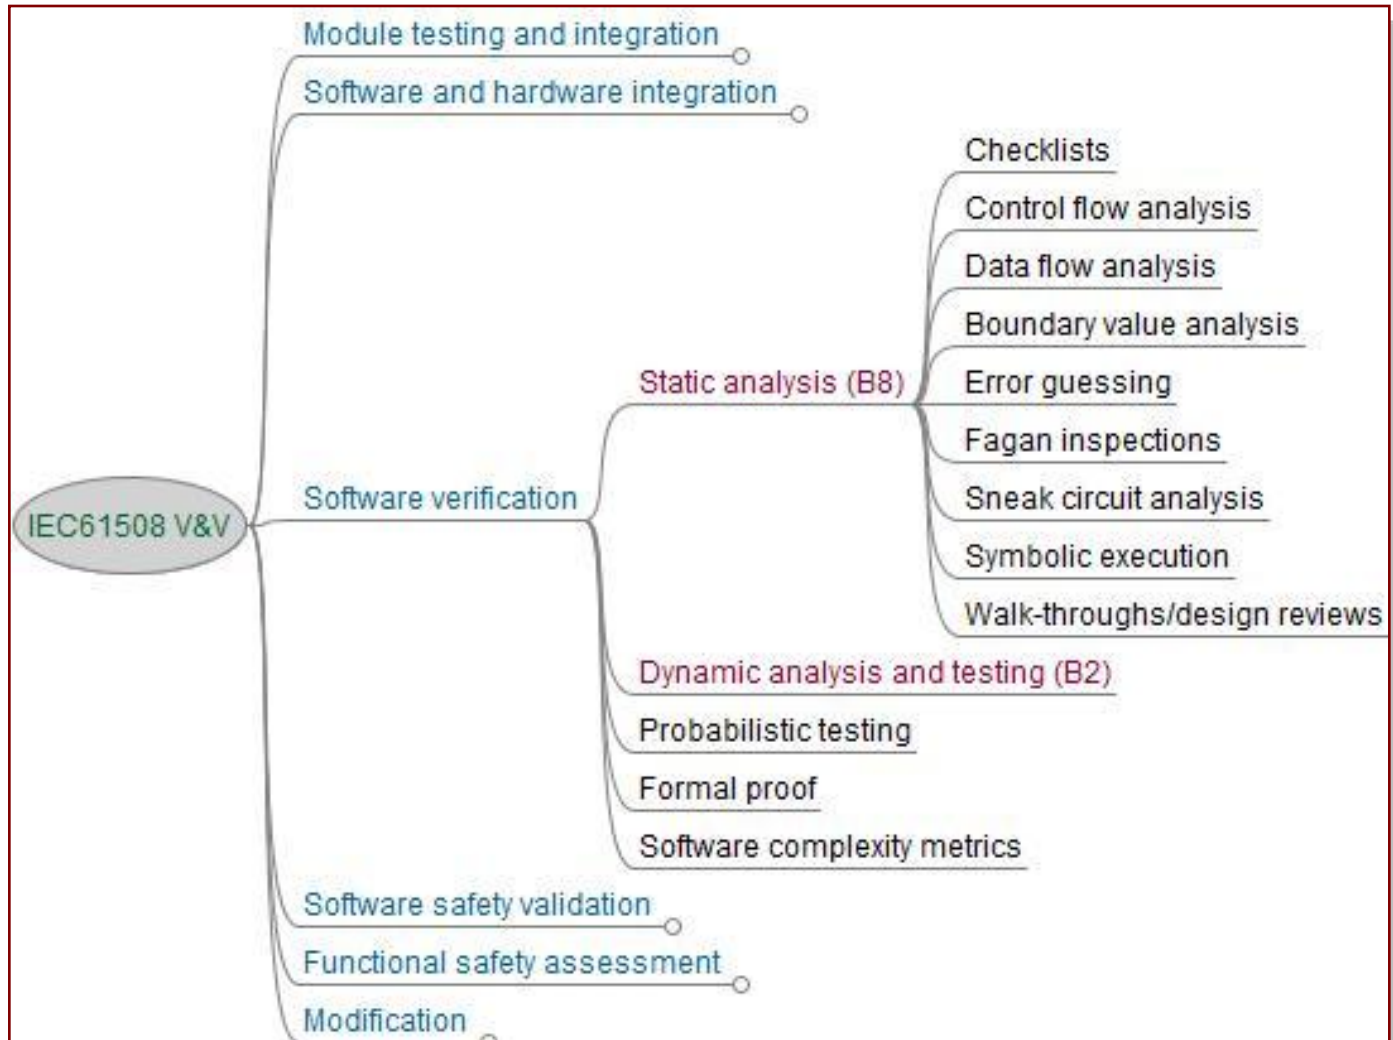 Module testing and integration
Software and hardware integration
Checklists
Control flow analysis
Data flow analysis
Boundary value analysis
Static analysis (B8)
Error guessing
Fagan inspections
Software verification
Sneak circuit analysis
IEC61508 V&V
Symbolic execution
Walk-throughs/design reviews
Dynamic analysis and testing (B2)
Probabilistic testing
Formal proof
Software complexity metrics
Software safety validation
Functional safety assessment
Modification